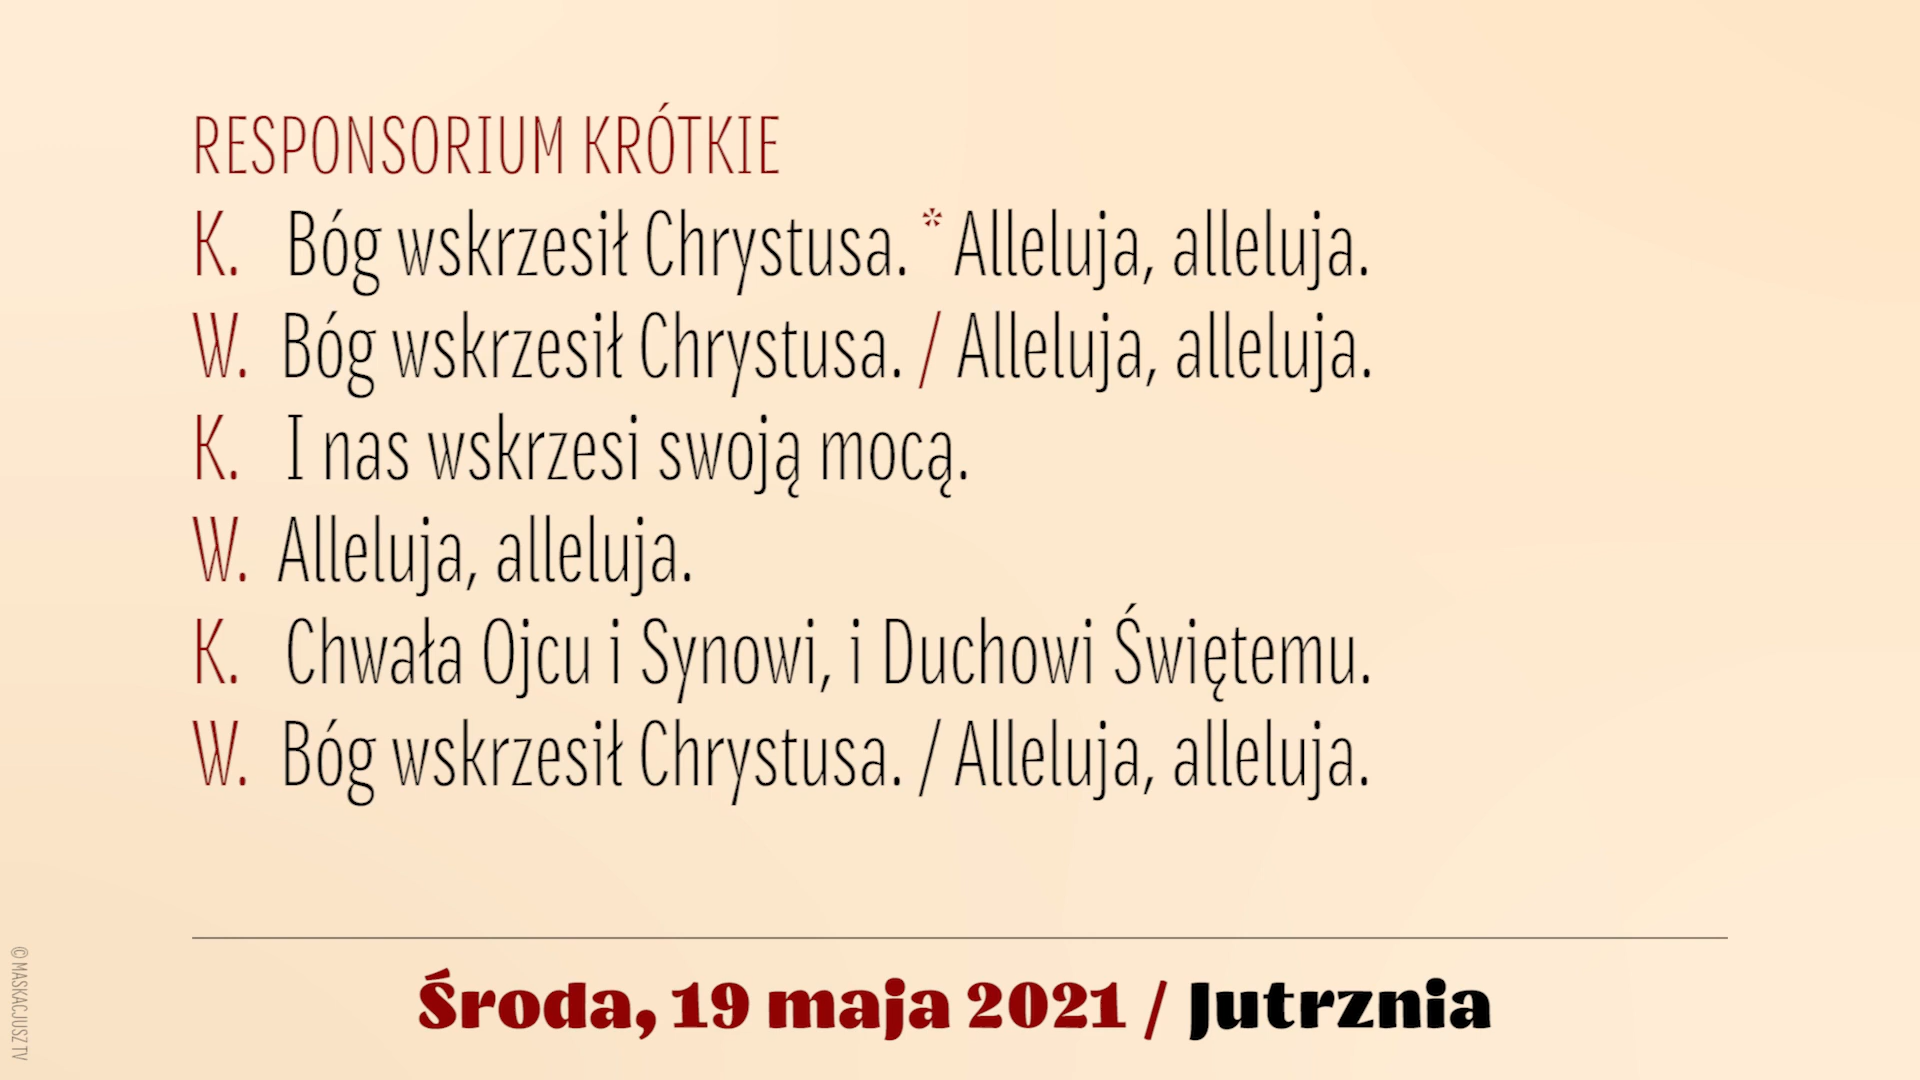 RESPONSORIUM KRÓTKIE
K. Bóg wskrzesił Chrystusa. * Alleluja, alleluja.
W. Bóg wskrzesił Chrystusa. / Alleluja, alleluja.
K. I nas wskrzesi swoją mocą.
W. Alleluja, alleluja.
K. Chwała Ojcu i Synowi, i Duchowi Świętemu.
W. Bóg wskrzesił Chrystusa. / Alleluja, alleluja.
Środa, 19 maja 2021 / Jutrznia
© MASKACJUSZ TV